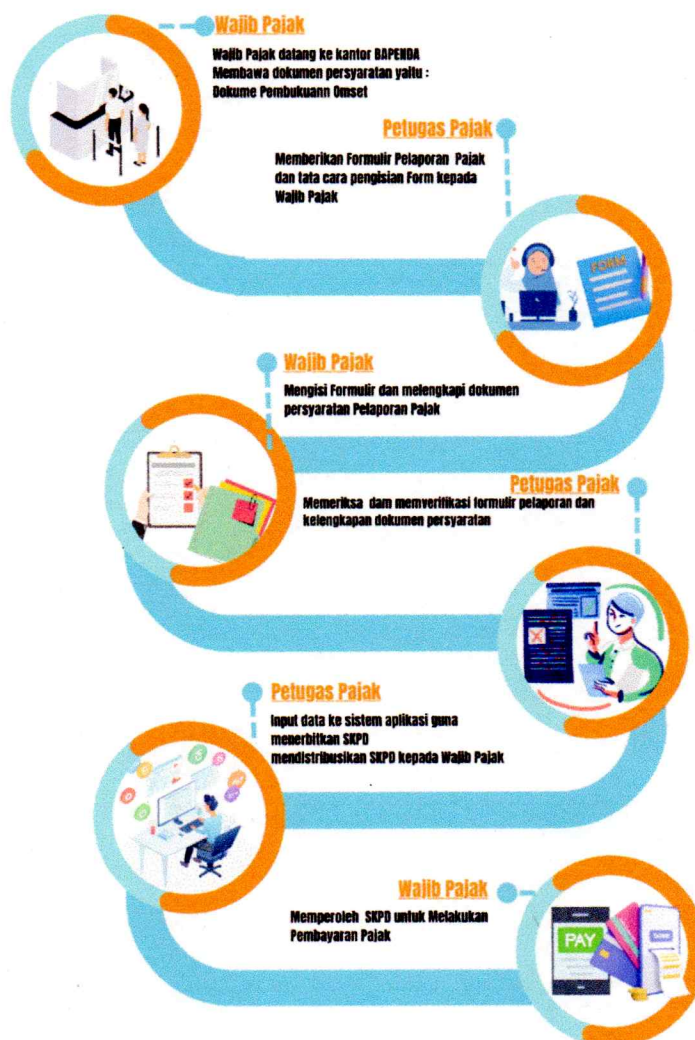 Wajib Pajak
Wajib Pajak datang ke kantor BAPENDA
Membawa dokumen persyaratan yaitu :
Dokume Pembukuann Omset
Petugas Pajak
Memberikan Formulir Pelaporan Pajak
dan tata cara pengisian Form kepada
Wajib Pajak
FORM
Wajib Pajak
Mengisi Formulir dan melengkapi dokumen
persyaratan Pelaporan Pajak
Petugas Pajak
Memeriksa dam memverifikasi formulir pelaporan dan
kelengkapan dokumen persyaratan
Petugas Pajak
Input data ke sistem aplikasi guna
menerbitkan SKPD
mendistribusikan SKPD kepada Wajib Pajak
Wajib Pajak
Memperoleh SKPD untuk Melakukan
Pembayaran Pajak
PAY